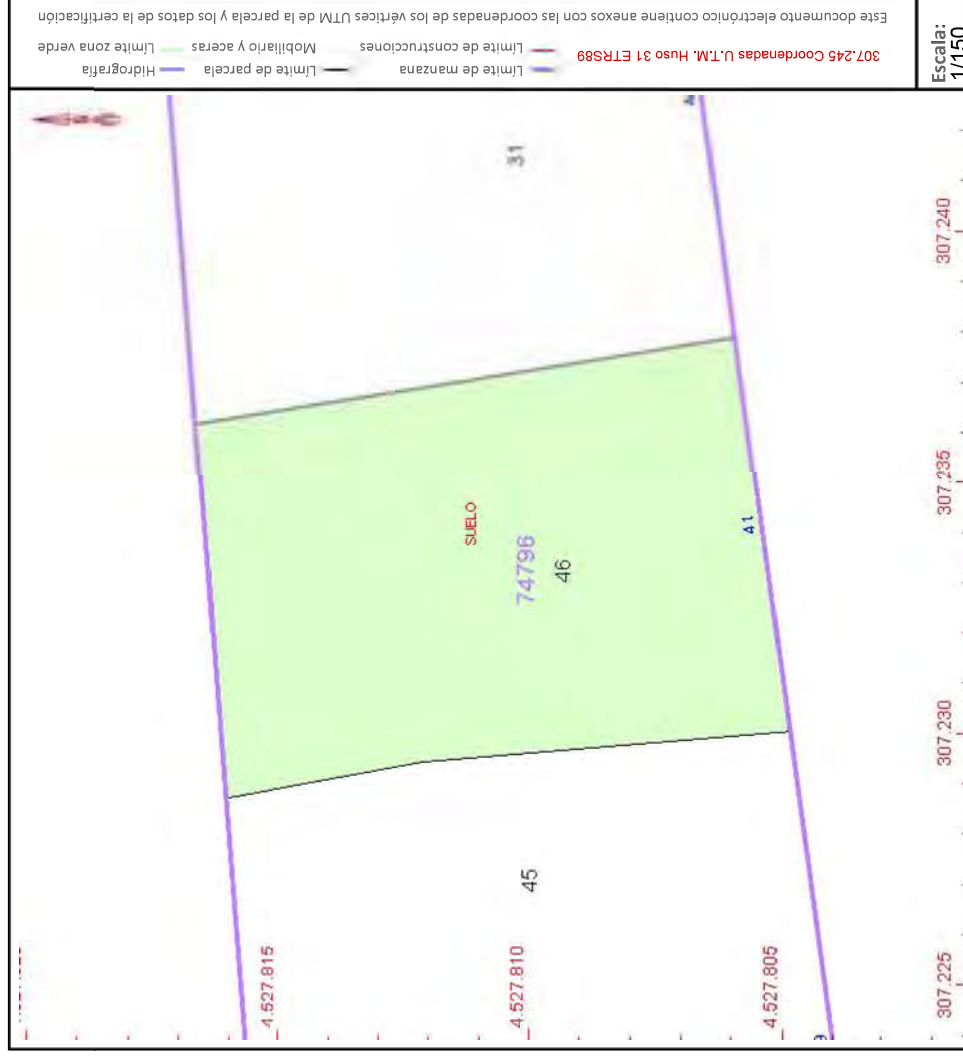 Este documento electrónico contiene anexos con las coordenadas de los vértices UTM de la parcela y los datos de la certificación
307.245 Coordenadas U.T.M. Huso 31 ETRS89
Límite de manzana
Límite de parcela
Hidrografía
Límite de construcciones
Mobiliario y aceras
Límite zona verde
Escala:
1/150
31
SUELO
74796
46
41
45
4.527.815
4.527.810
4.527.805
307.240
307.235
307.230
307.225